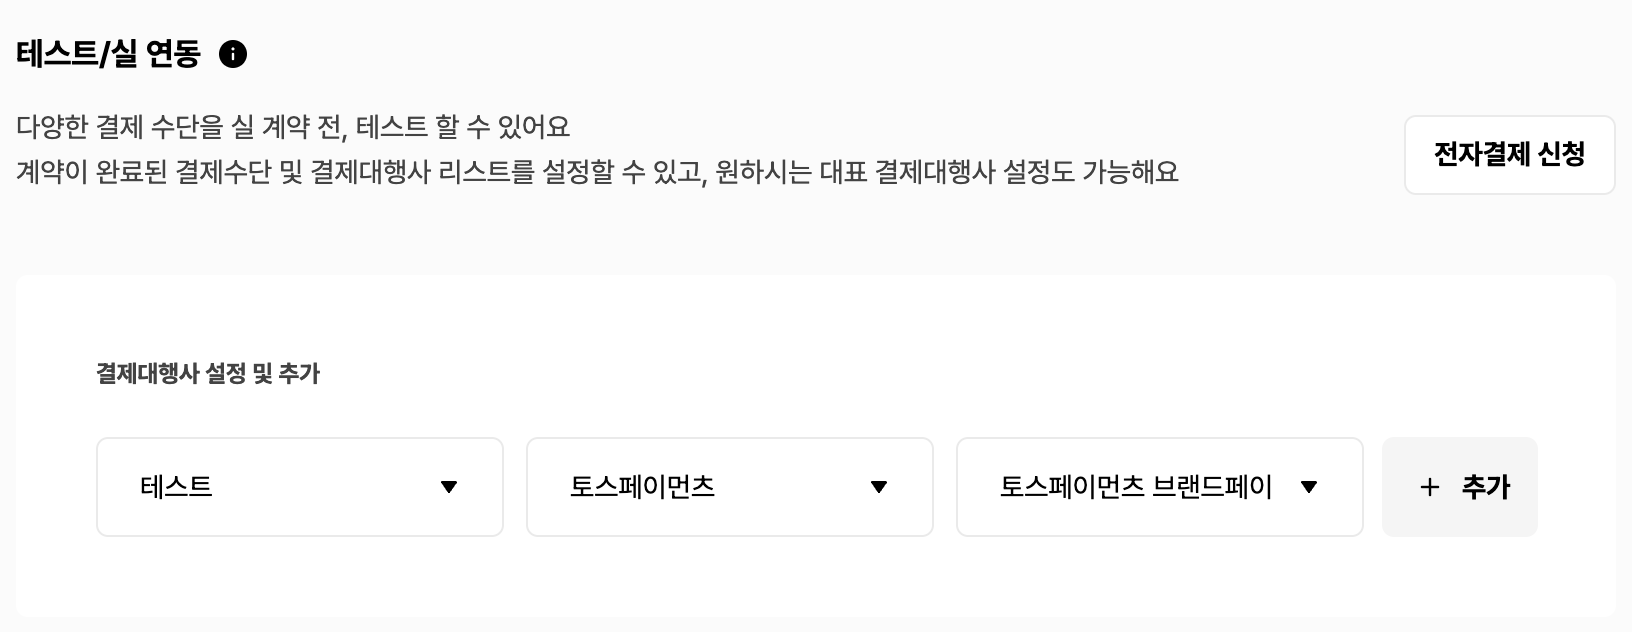 테스트/실 연동
다양한 결제 수단을 실 계약 전, 테스트 할 수 있어요
계약이 완료된 결제수단 및 결제대행사 리스트를 설정할 수 있고, 원하시는 대표 결제대행사 설정도 가능해요
전자결제 신청
결제대행사 설정 및 추가
테스트
토스페이먼츠
토스페이먼츠 브랜드페이
+ 추가